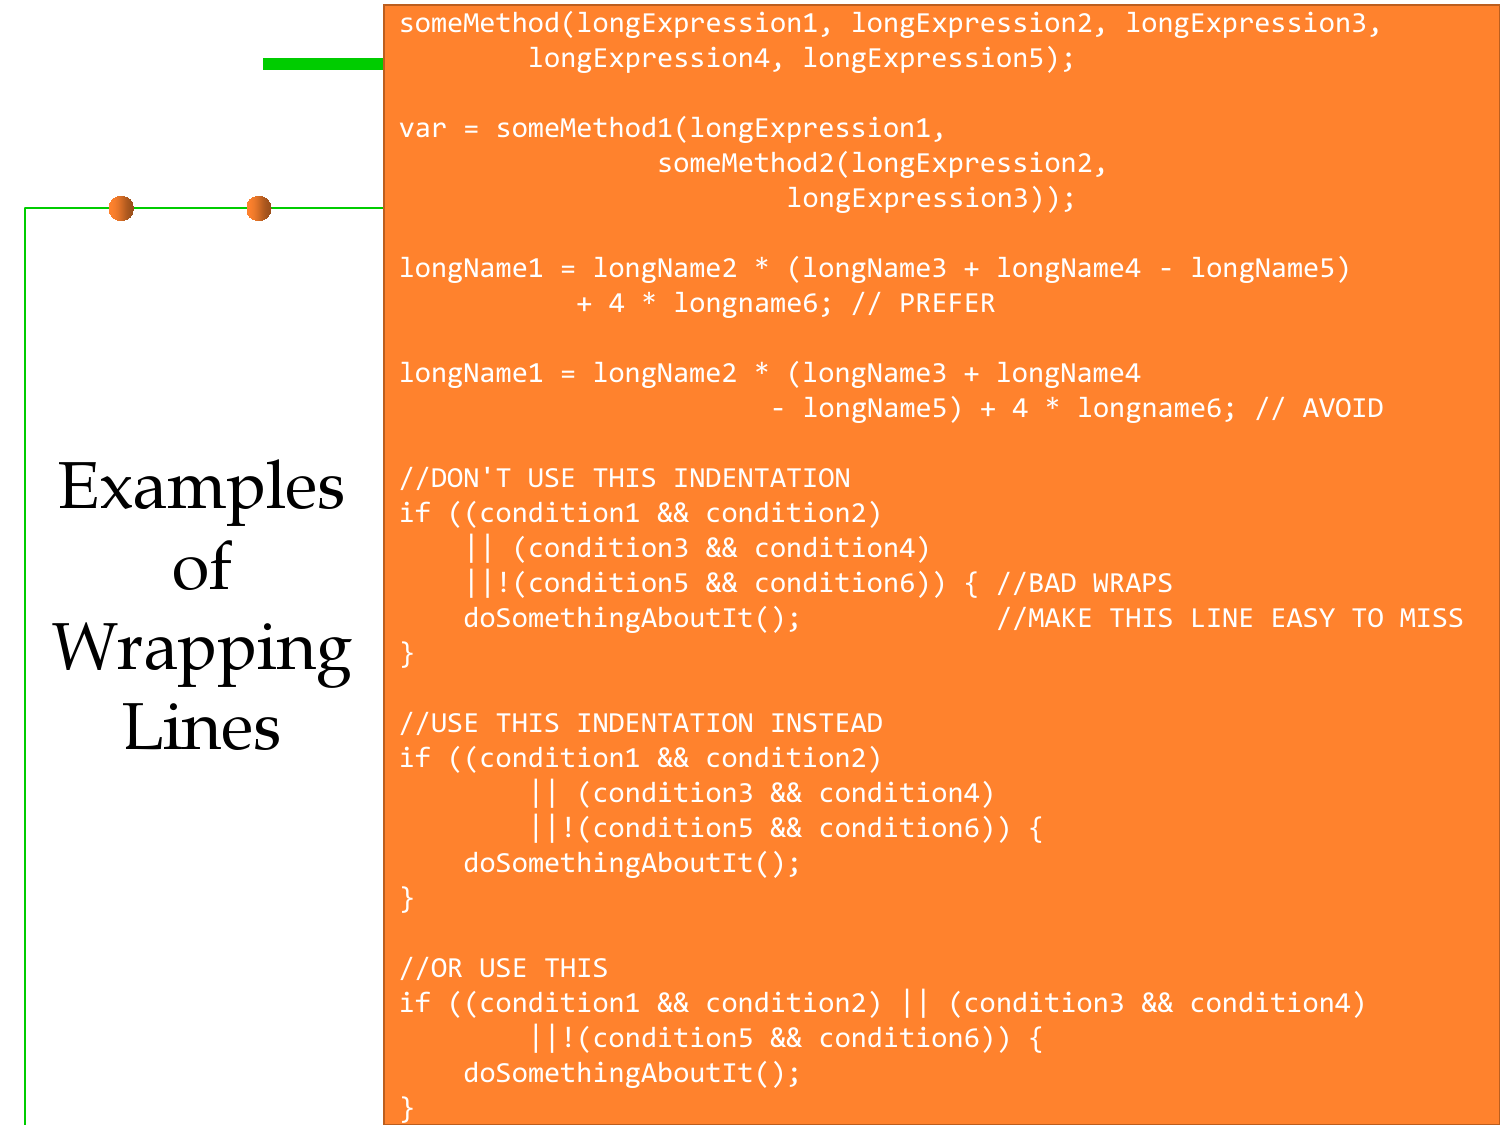 Examples
of
Wrapping
Lines
someMethod(longExpression1, longExpression2, longExpression3,
        longExpression4, longExpression5);

var = someMethod1(longExpression1,
                someMethod2(longExpression2,
                        longExpression3));

longName1 = longName2 * (longName3 + longName4 - longName5)
           + 4 * longname6; // PREFER

longName1 = longName2 * (longName3 + longName4
                       - longName5) + 4 * longname6; // AVOID

//DON'T USE THIS INDENTATION
if ((condition1 && condition2)
    || (condition3 && condition4)
    ||!(condition5 && condition6)) { //BAD WRAPS
    doSomethingAboutIt();            //MAKE THIS LINE EASY TO MISS
}

//USE THIS INDENTATION INSTEAD
if ((condition1 && condition2)
        || (condition3 && condition4)
        ||!(condition5 && condition6)) {
    doSomethingAboutIt();
}

//OR USE THIS
if ((condition1 && condition2) || (condition3 && condition4)
        ||!(condition5 && condition6)) {
    doSomethingAboutIt();
}